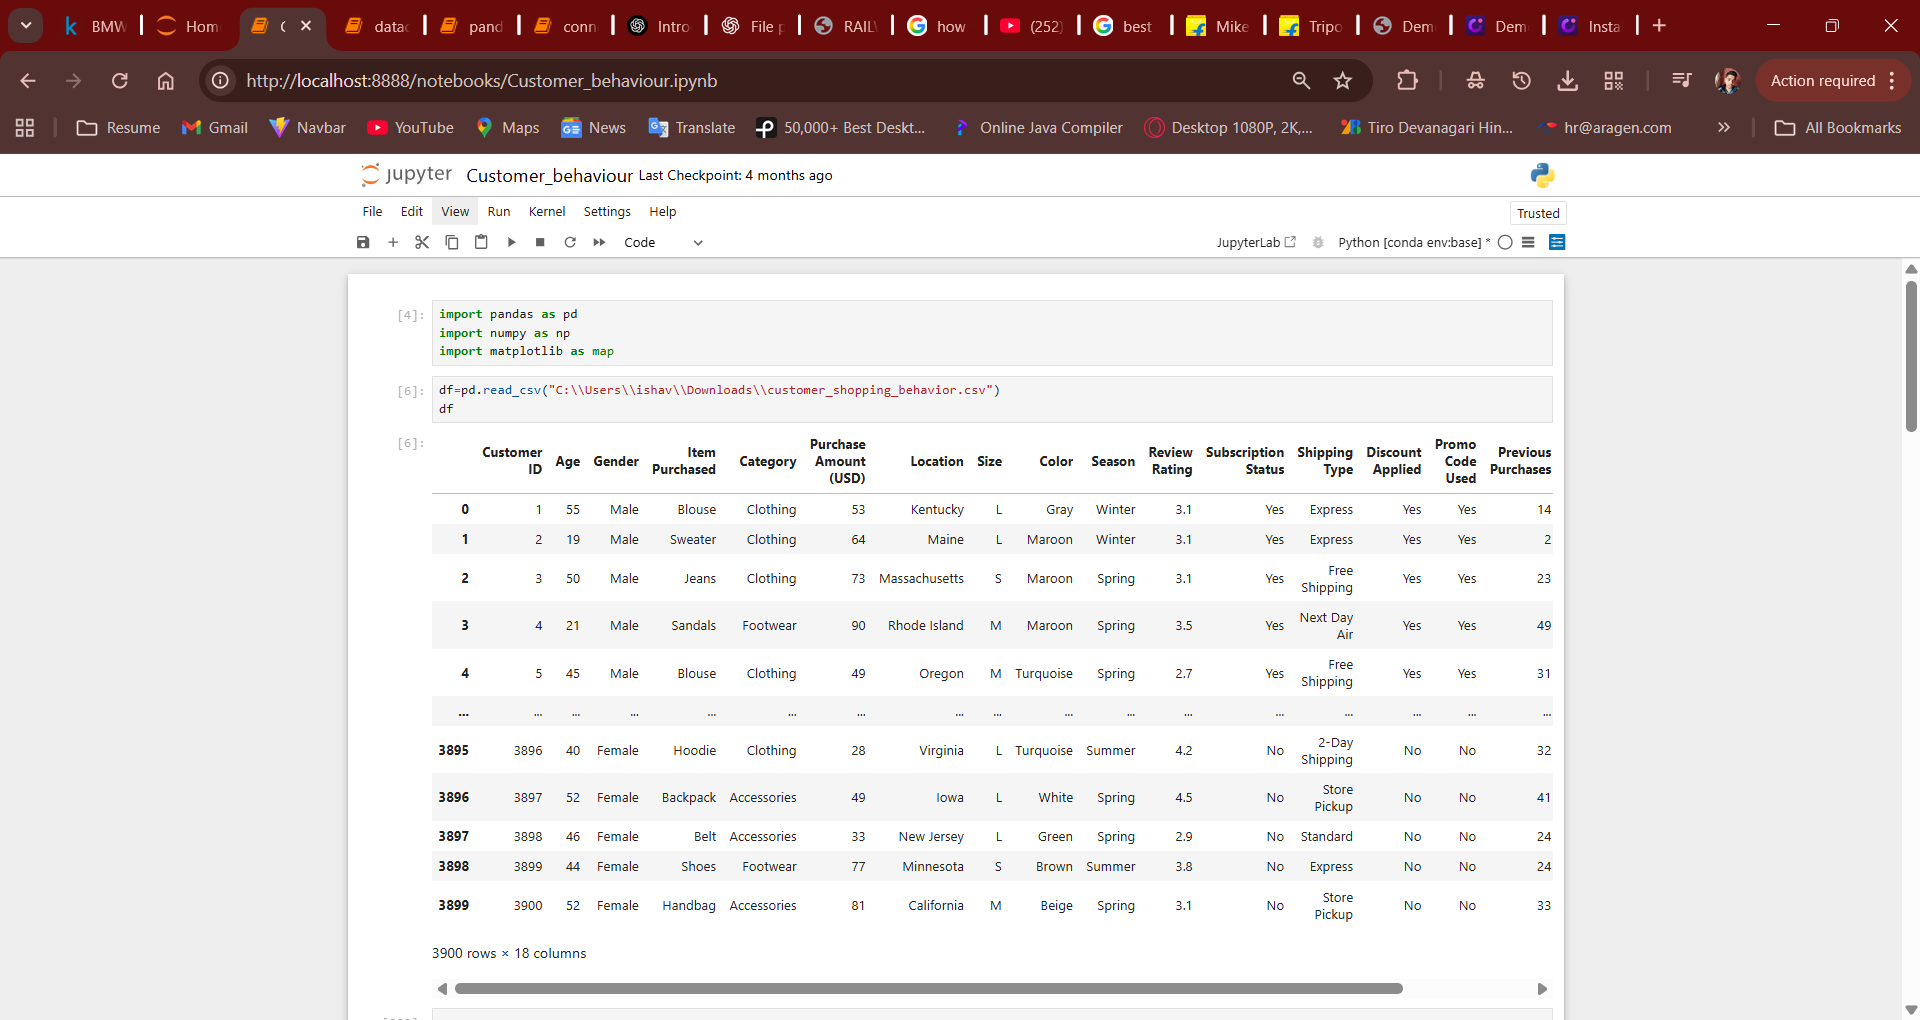 BMW
Hom
C
datac
pand
conn
Intro
File p
RAIL
how
(252)
best
Mike
Tripo
Dem
Dem
Insta
http://localhost:8888/notebooks/Customer_behaviour.ipynb
Action required
Resume Gmail Navbar YouTube Maps News Translate 50,000+ Best Deskt... Online Java Compiler Desktop 1080P, 2K,... Tiro Devanagari Hin... hr@aragen.com » All Bookmarks
jupyter Customer_behaviour Last Checkpoint: 4 months ago
File Edit View Run Kernel Settings Help
Trusted
Code
JupyterLab Python [conda env:base] *
[4]: import pandas as pd
import numpy as np
import matplotlib as map
[6]: df=pd.read_csv("C:\\Users\\ishav\\Downloads\\customer_shopping_behavior.csv")
df
[6]:
Customer ID Age Gender Item Purchased Category Purchase Amount (USD) Location Size Color Season Review Rating Subscription Status Shipping Type Discount Applied Promo Code Used Previous Purchases
0 1 55 Male Blouse Clothing 53 Kentucky L Gray Winter 3.1 Yes Express Yes Yes 14
1 2 19 Male Sweater Clothing 64 Maine L Maroon Winter 3.1 Yes Express Yes Yes 2
2 3 50 Male Jeans Clothing 73 Massachusetts S Maroon Spring 3.1 Yes Free Shipping Yes Yes 23
3 4 21 Male Sandals Footwear 90 Rhode Island M Maroon Spring 3.5 Yes Next Day Air Yes Yes 49
4 5 45 Male Blouse Clothing 49 Oregon M Turquoise Spring 2.7 Yes Free Shipping Yes Yes 31
... ... ... ... ... ... ... ... ... ... ... ... ... ... ... ... ...
3895 3896 40 Female Hoodie Clothing 28 Virginia L Turquoise Summer 4.2 No 2-Day Shipping No No 32
3896 3897 52 Female Backpack Accessories 49 Iowa L White Spring 4.5 No Store Pickup No No 41
3897 3898 46 Female Belt Accessories 33 New Jersey L Green Spring 2.9 No Standard No No 24
3898 3899 44 Female Shoes Footwear 77 Minnesota S Brown Summer 3.8 No Express No No 24
3899 3900 52 Female Handbag Accessories 81 California M Beige Spring 3.1 No Store Pickup No No 33
3900 rows × 18 columns